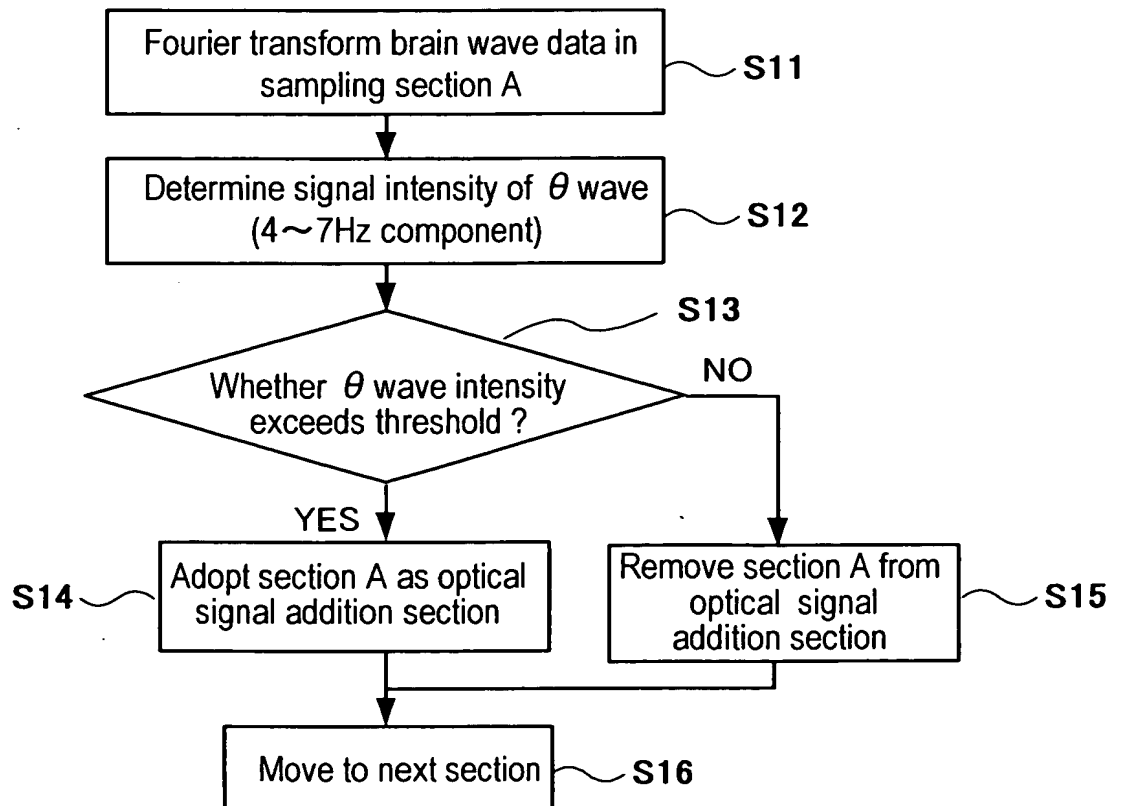 Fourier transform brain wave data in
sampling section A
S11
Determine signal intensity of θ wave
(4～7Hz component)
S12
S13
Whether θ wave intensity
exceeds threshold ?
NO
YES
S14
Adopt section A as optical
signal addition section
Remove section A from
optical signal
addition section
S15
Move to next section
S16